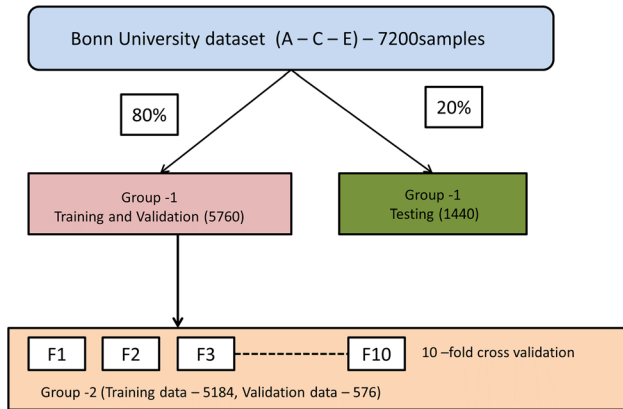 Bonn University dataset (A – C – E) – 7200samples
80%
20%
Group -1
Training and Validation (5760)
Group -1
Testing (1440)
F1 F2 F3 F10 10 –fold cross validation
Group -2 (Training data – 5184, Validation data – 576)